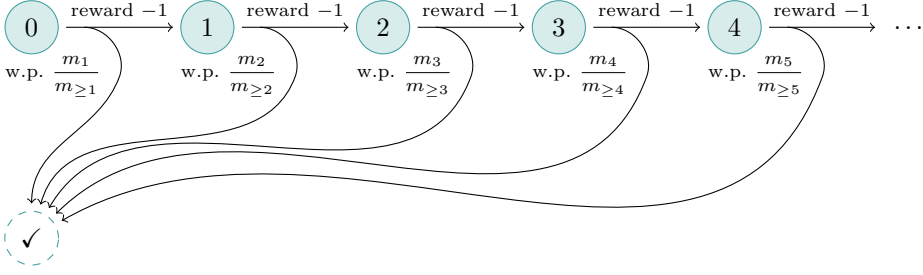 reward −1 reward −1 reward −1 reward −1 reward −1
0 1 2 3 4 ...
w.p. m₁/m≥1 w.p. m₂/m≥2 w.p. m₃/m≥3 w.p. m₄/m≥4 w.p. m₅/m≥5
✓